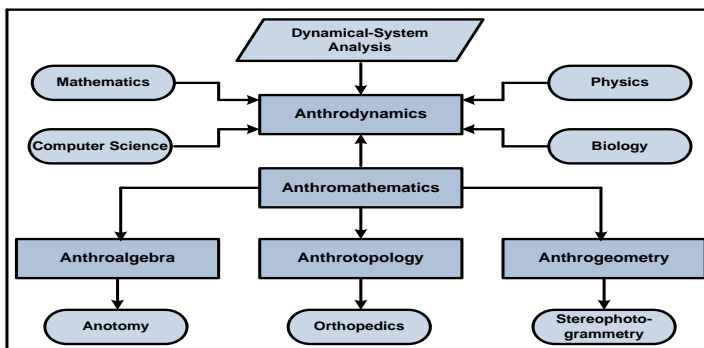 Dynamical-System
Analysis
Mathematics
Physics
Anthrodynamics
Computer Science
Biology
Anthromathematics
Anthroalgebra
Anthrotopology
Anthrogeometry
Anotomy
Orthopedics
Stereophoto-
grammetry